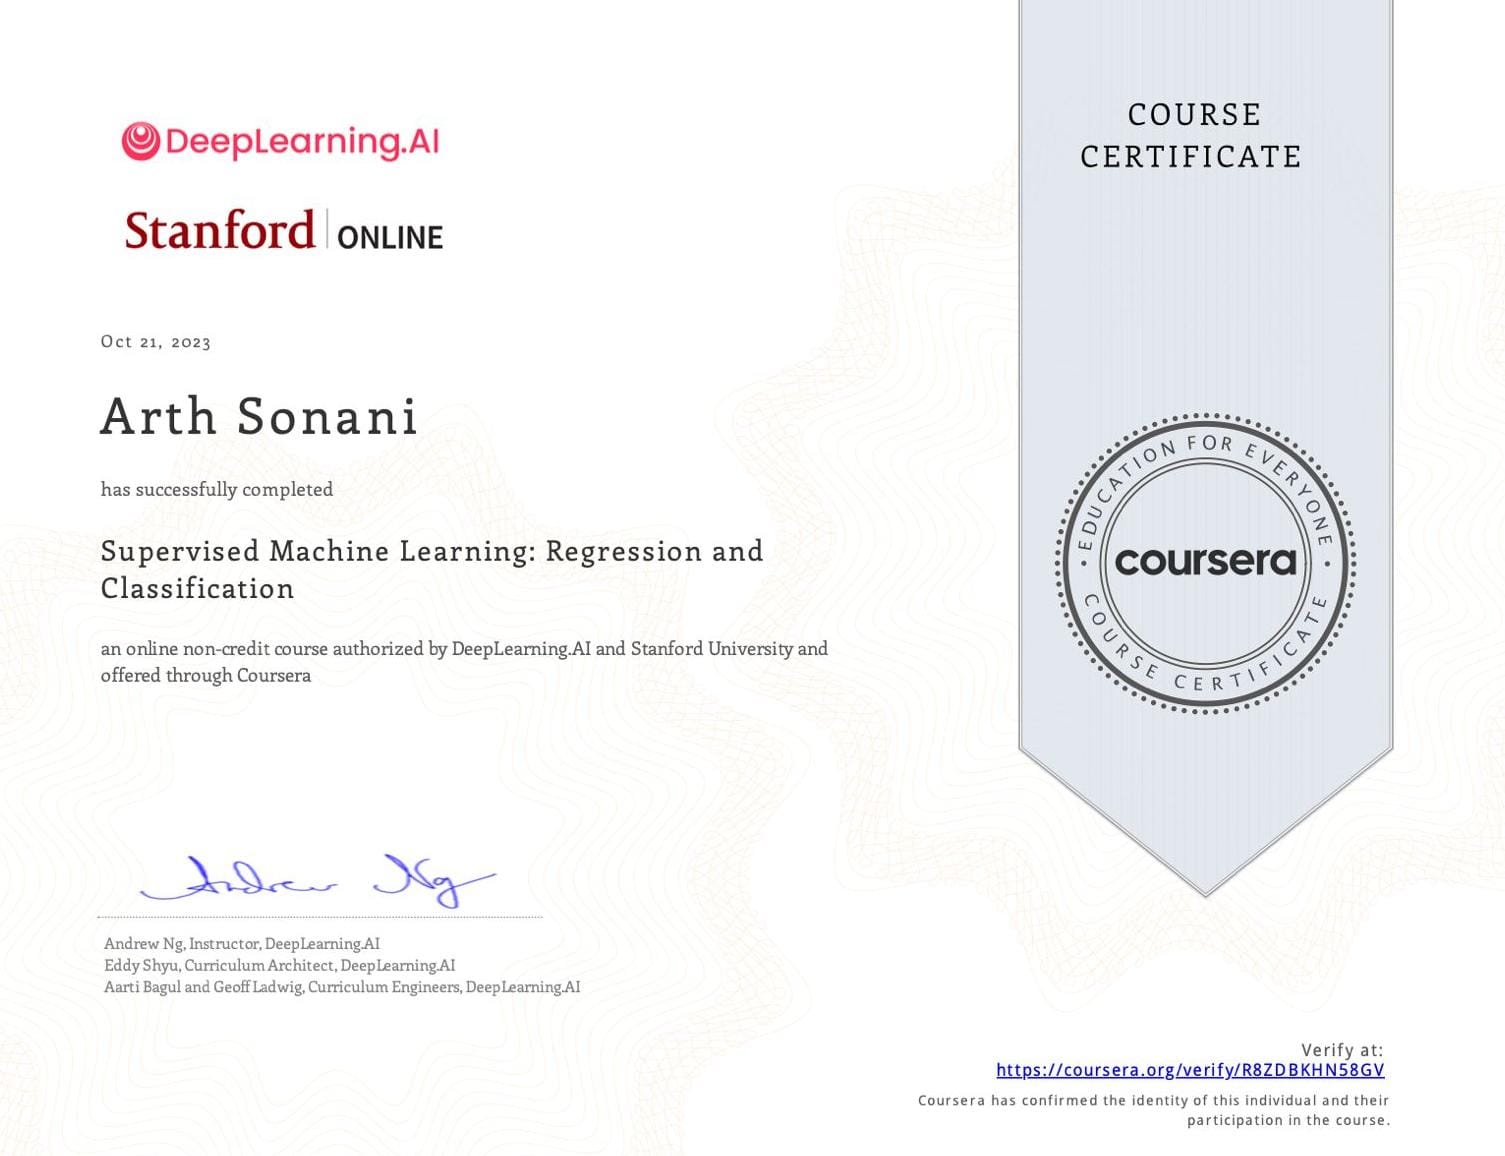 DeepLearning.AI
Stanford ONLINE
COURSE
CERTIFICATE
Oct 21, 2023
Arth Sonani
has successfully completed
Supervised Machine Learning: Regression and
Classification
an online non-credit course authorized by DeepLearning.AI and Stanford University and
offered through Coursera
EDUCATION FOR EVERYONE
coursera
COURSE CERTIFICATE
Andrew Ng
Andrew Ng, Instructor, DeepLearning.AI
Eddy Shyu, Curriculum Architect, DeepLearning.AI
Aarti Bagul and Geoff Ladwig, Curriculum Engineers, DeepLearning.AI
Verify at:
https://coursera.org/verify/R8ZDBKHN58GV
Coursera has confirmed the identity of this individual and their
participation in the course.